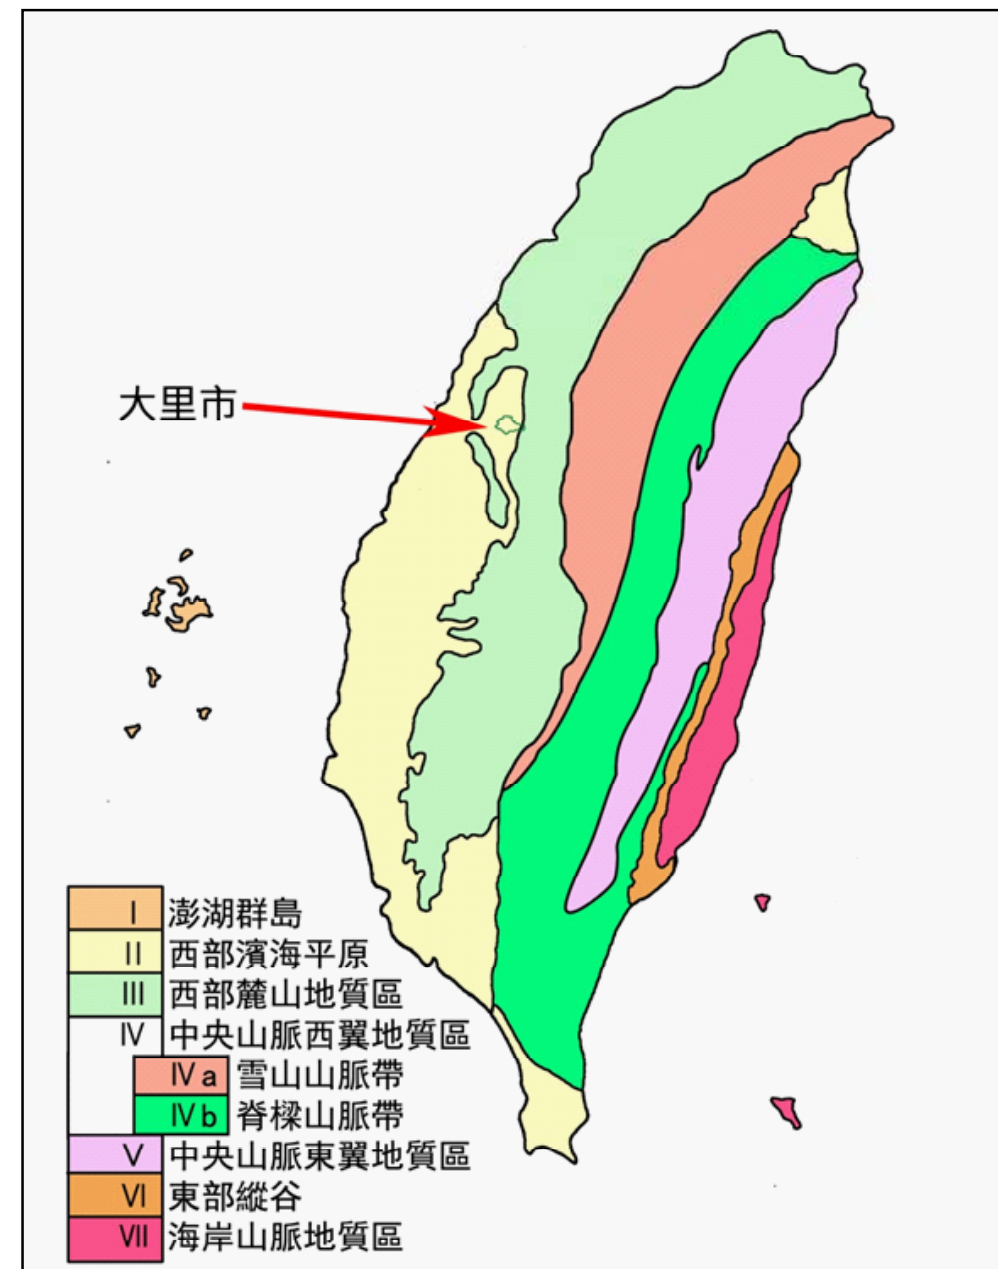 大里市
I 澎湖群島
II 西部濱海平原
III 西部麓山地質區
IV 中央山脈西翼地質區
IV a 雪山山脈帶
IV b 脊樑山脈帶
V 中央山脈東翼地質區
VI 東部縱谷
VII 海岸山脈地質區